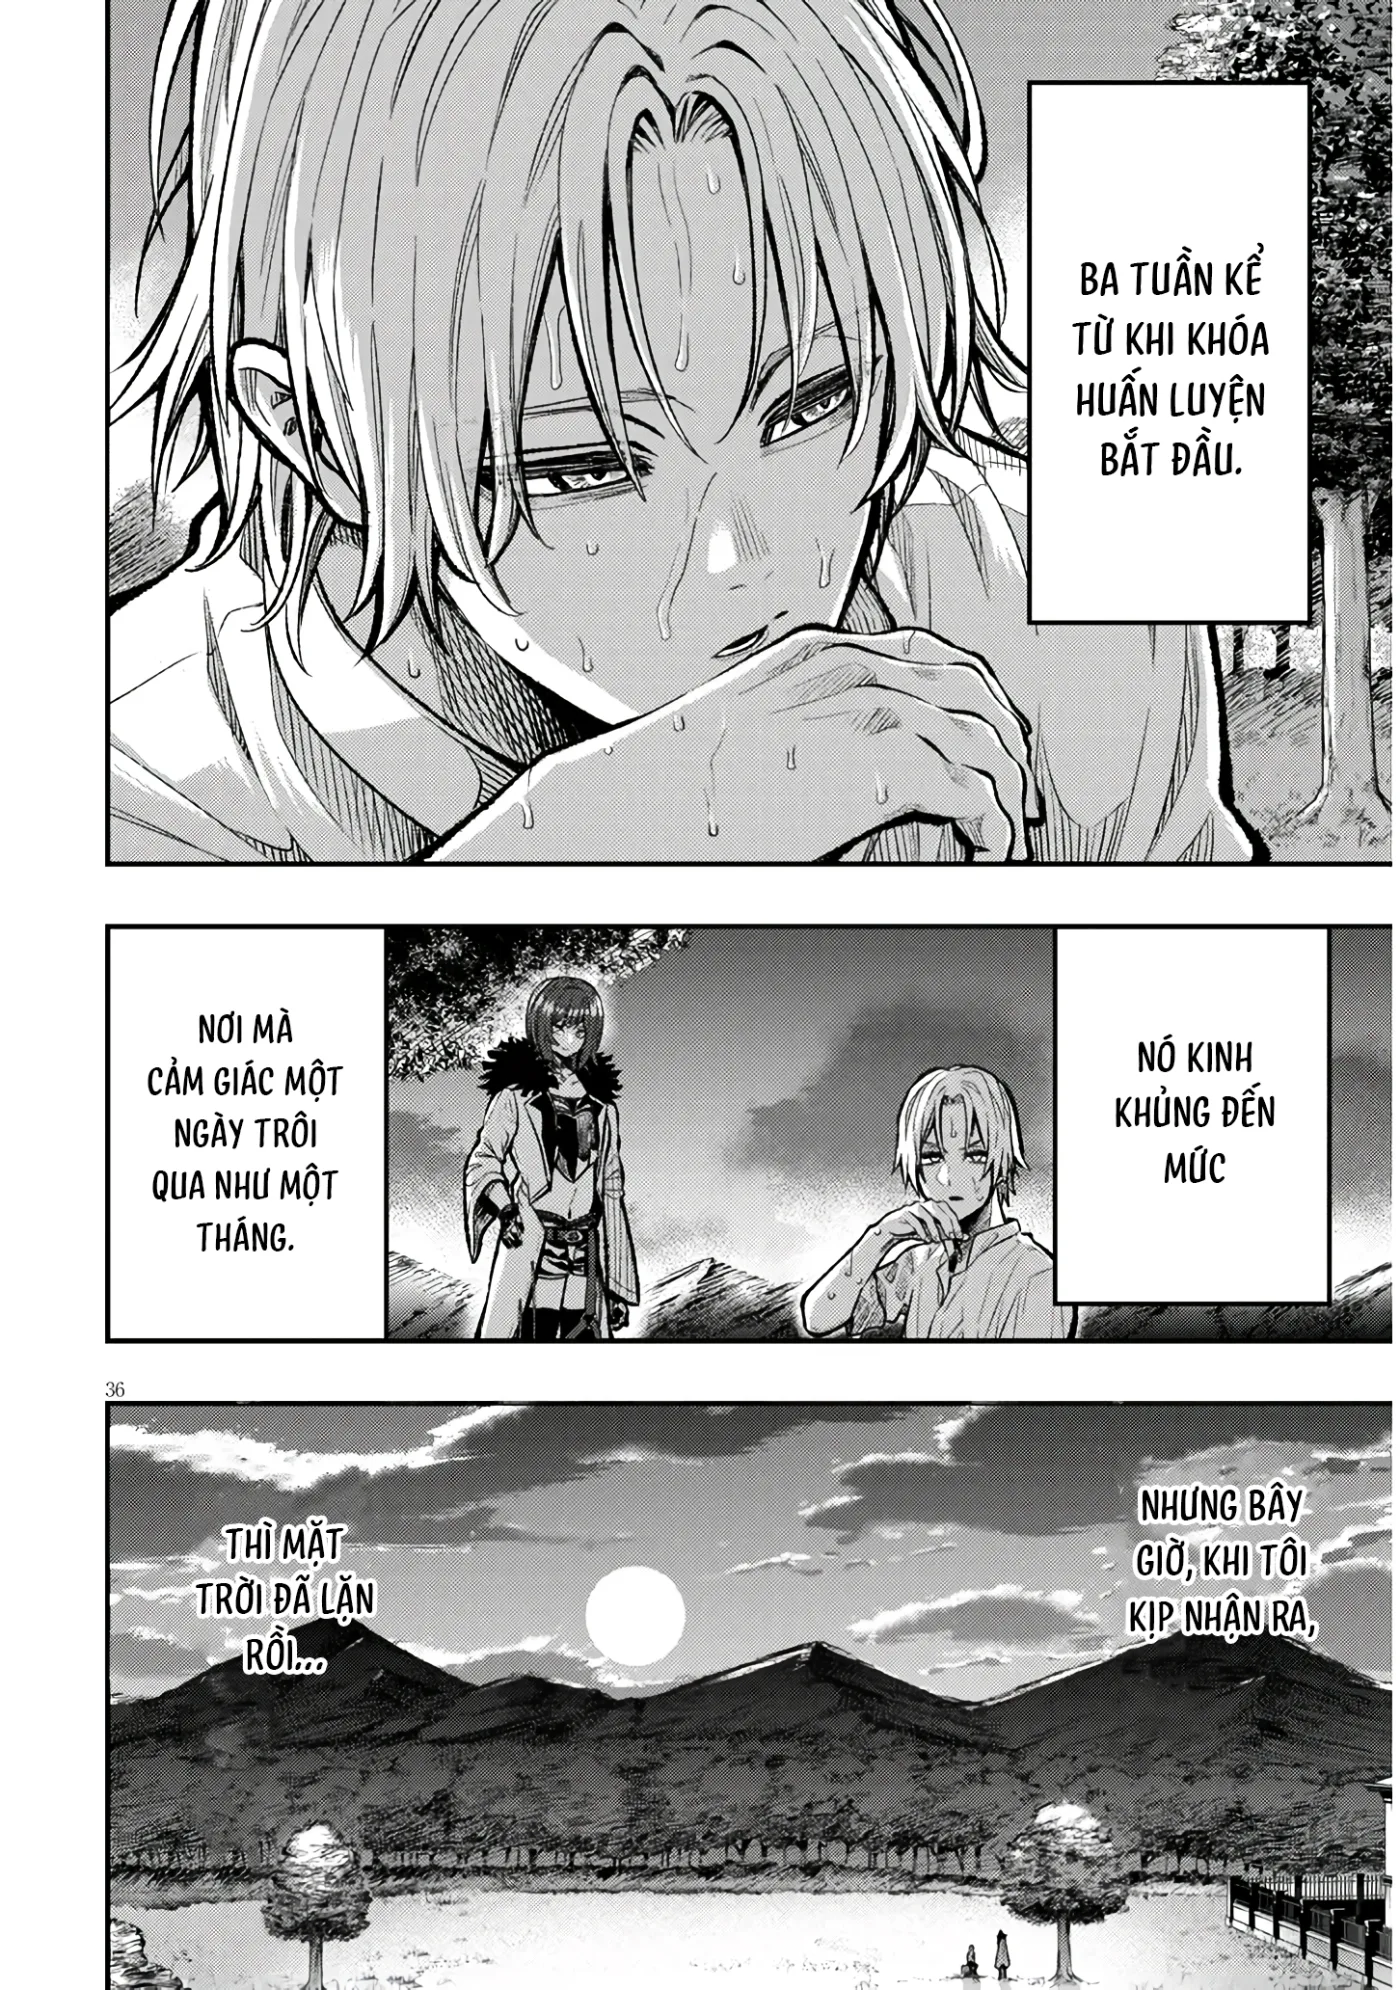 BA TUẦN KỂ
TỪ KHI KHÓA
HUẤN LUYỆN
BẮT ĐẦU.
NÓ KINH
KHỦNG ĐẾN
MỨC
NƠI MÀ
CẢM GIÁC MỘT
NGÀY TRÔI
QUA NHƯ MỘT
THÁNG.
36
NHƯNG BÂY
GIỜ, KHI TÔI
KỊP NHẬN RA,
THÌ MẶT
TRỜI ĐÃ LẶN
RỒI...